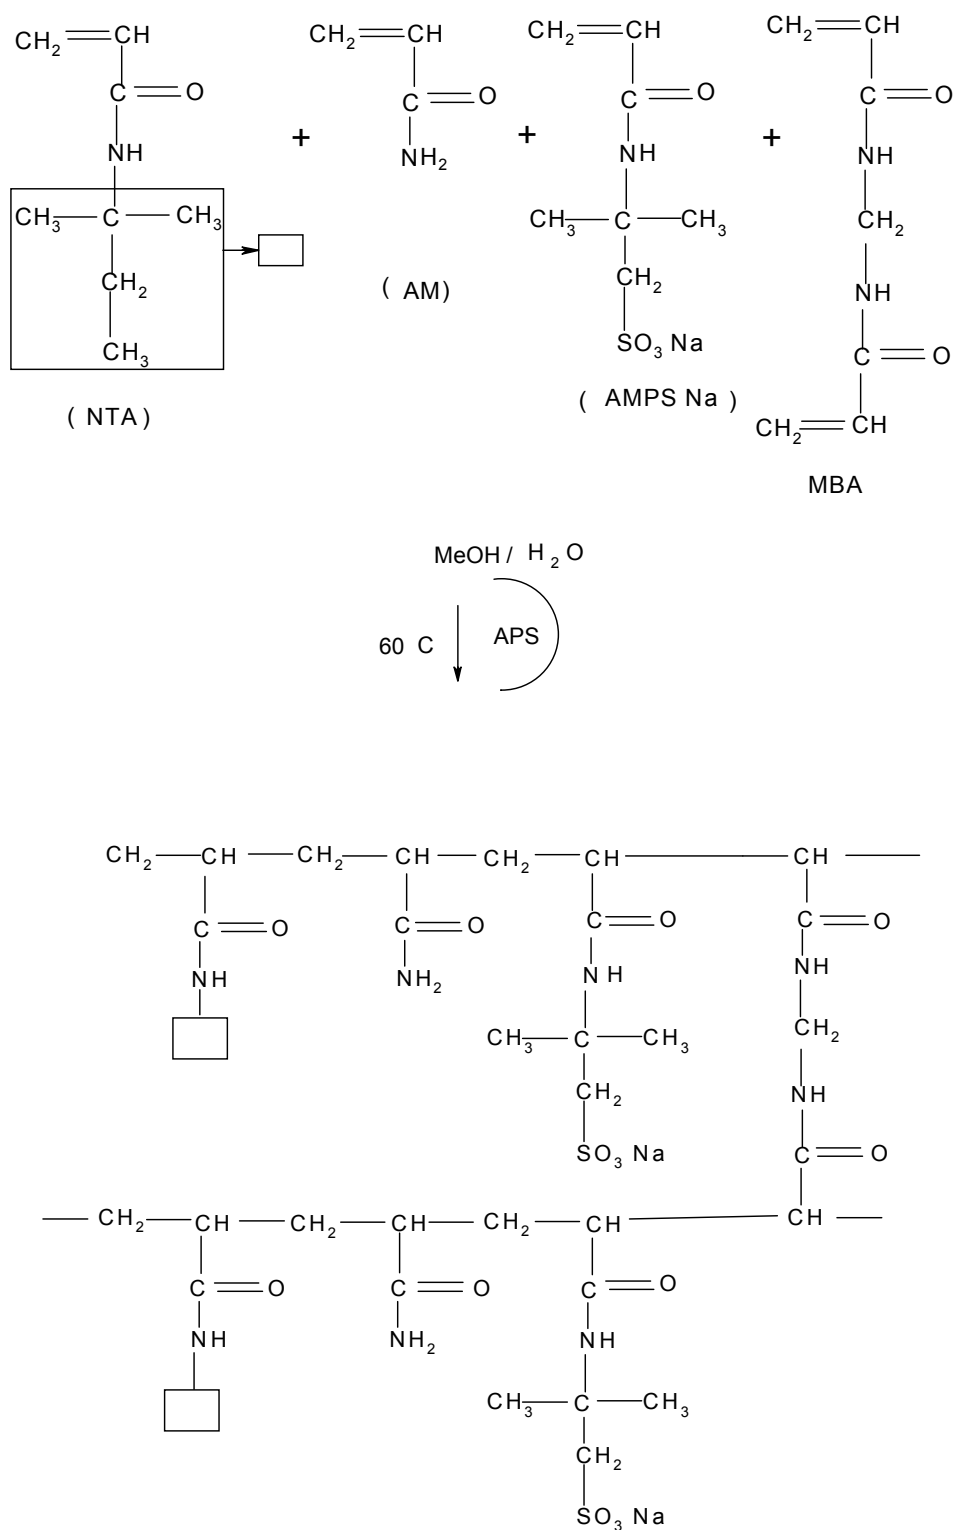 CH2 CH CH2 CH CH2 CH CH2 CH
C O C O C O C O
+ + +
NH NH2 NH NH
CH3 C CH3 CH3 C CH3 CH2
CH2 ( AM) CH2 NH
CH3 SO3 Na C O
( NTA) ( AMPS Na ) CH2 CH
MBA
MeOH / H2O
60 C APS
CH2 CH CH2 CH CH2 CH CH
C O C O C O C O
NH NH2 NH NH
CH3 C CH3 CH2
CH2 NH
SO3 Na C O
CH2 CH CH2 CH CH2 CH CH
C O C O C O
NH NH2 NH
CH3 C CH3
CH2
SO3 Na